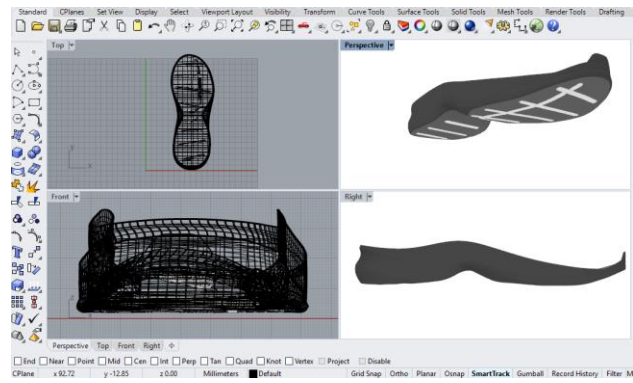 Standard CPlanes Set View Display Select Viewport Layout Visibility Transform Curve Tools Surface Tools Solid Tools Mesh Tools Render Tools Drafting
Top
Perspective
Front
Right
Perspective Top Front Right
End Near Point Mid Cen Int Perp Tan Quad Knot Vertex Project Disable
CPlane x 92.72 y -12.85 z 0.00 Millimeters Default Grid Snap Ortho Planar Osnap SmartTrack Gumball Record History Filter M